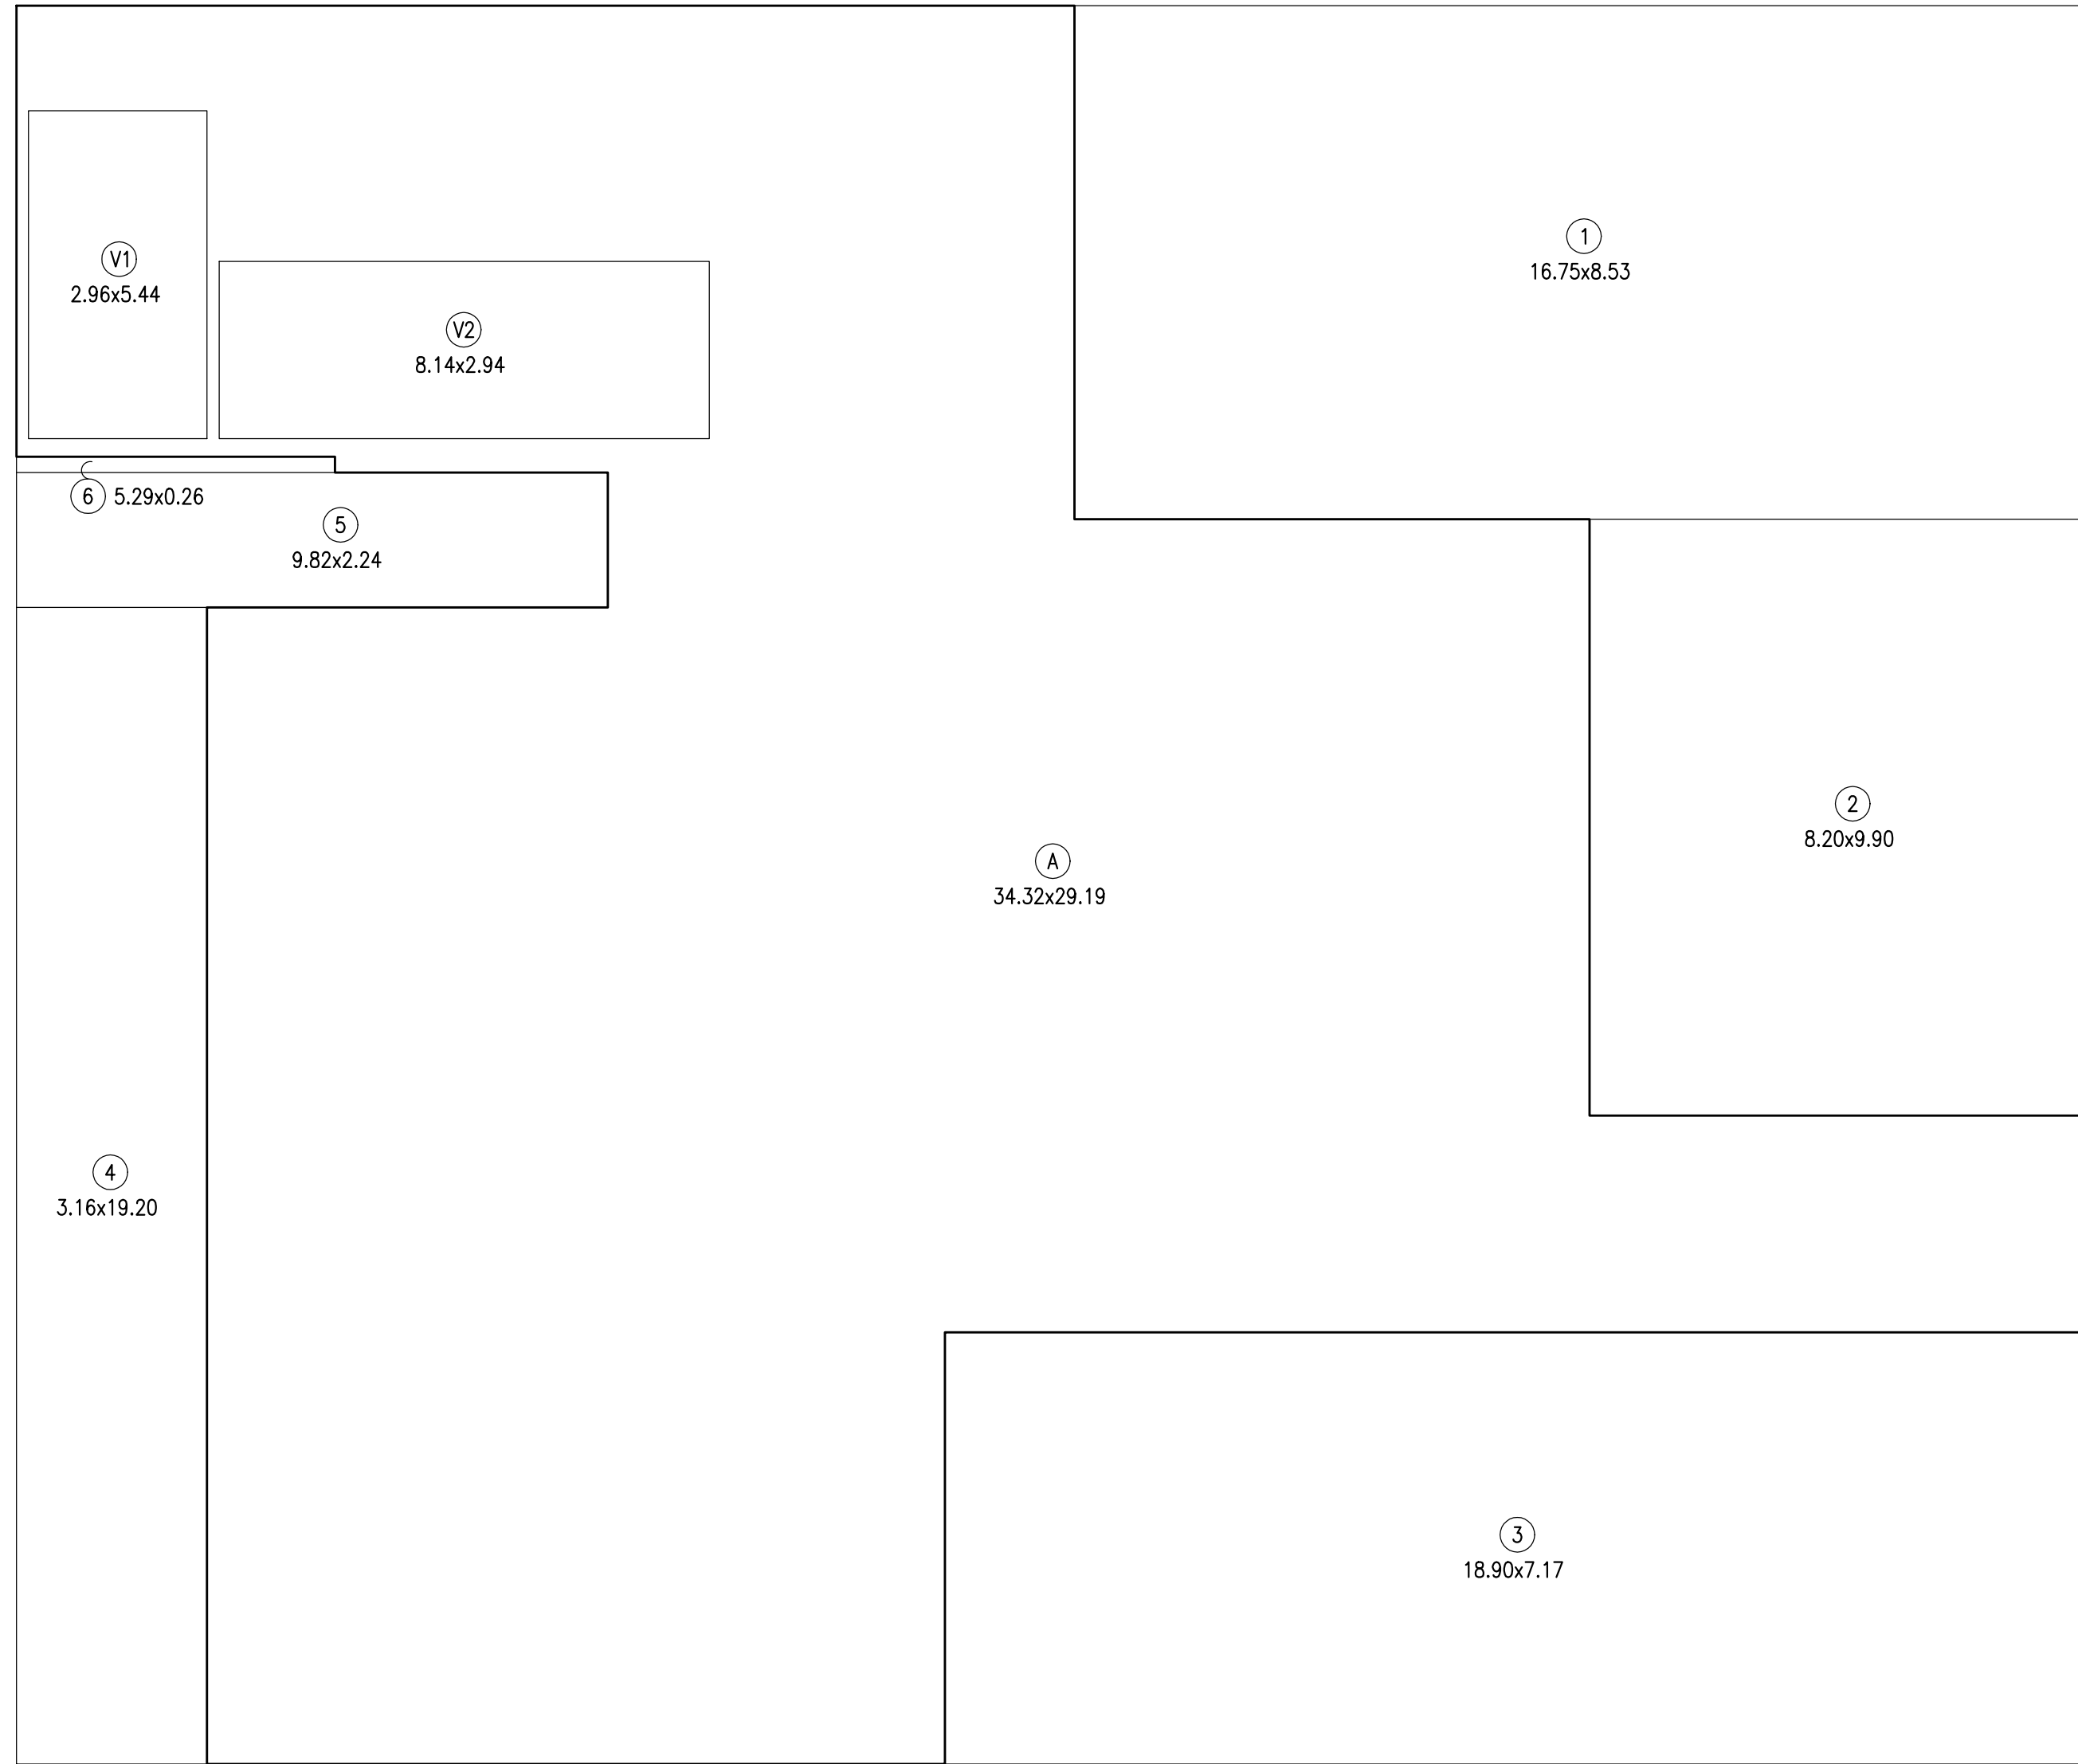 1
16.75x8.53
V1
2.96x5.44
V2
8.14x2.94
6 5.29x0.26
5
9.82x2.24
2
8.20x9.90
A
34.32x29.19
4
3.16x19.20
3
18.90x7.17